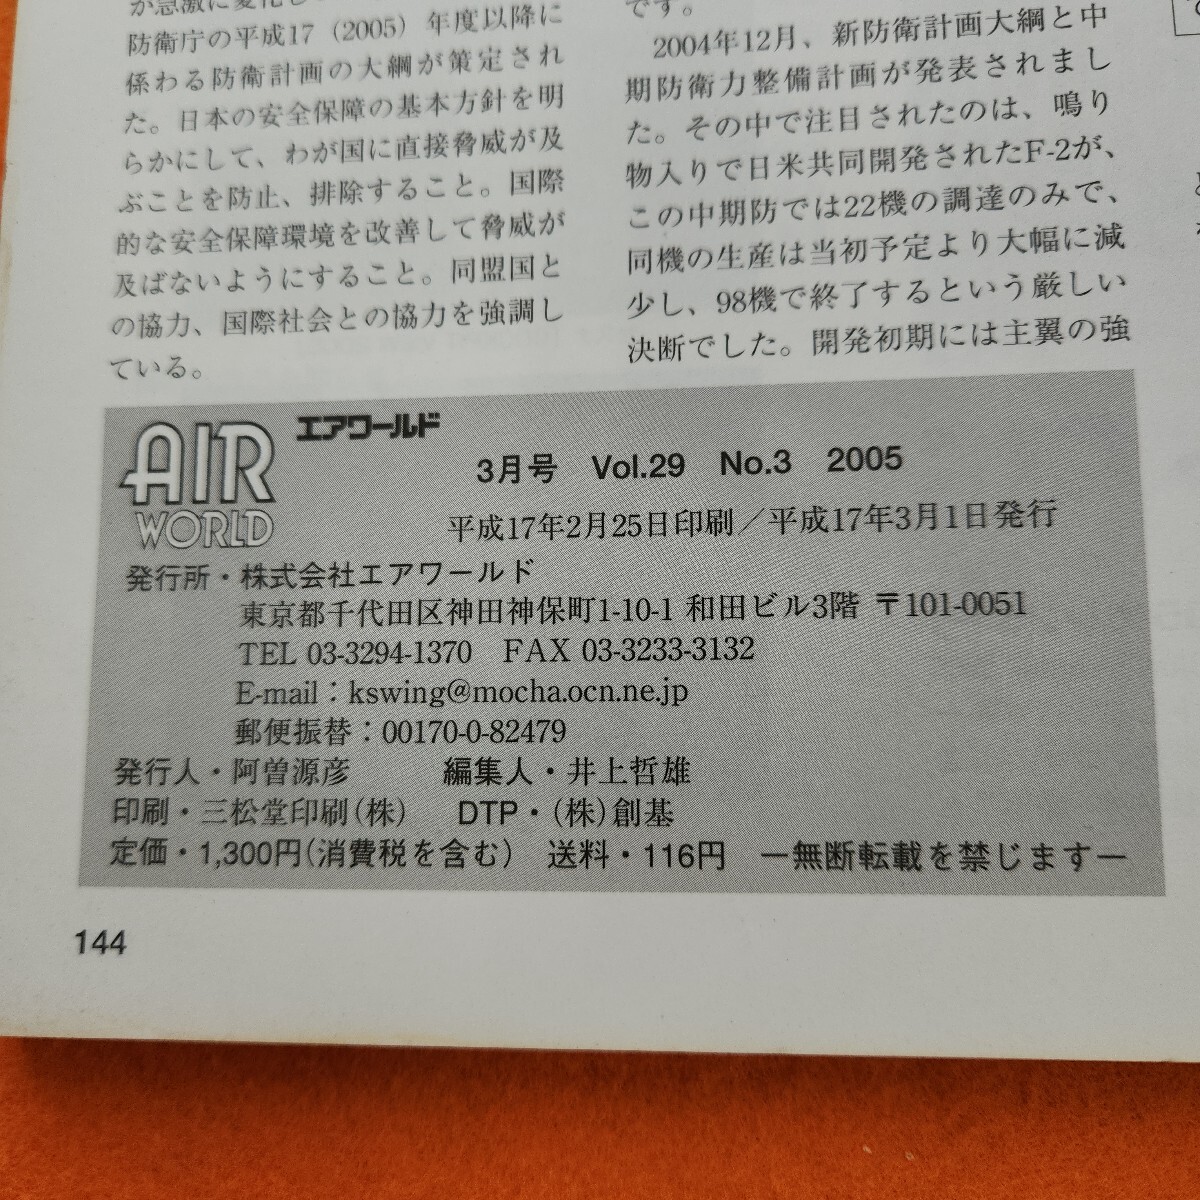 が急激に変化し
防衛庁の平成17（2005）年度以降に
係わる防衛計画の大綱が策定され
た。日本の安全保障の基本方針を明
らかにして、わが国に直接脅威が及
ぶことを防止、排除すること。国際
的な安全保障環境を改善して脅威が
及ばないようにすること。同盟国と
の協力、国際社会との協力を強調し
ている。
です。
2004年12月、新防衛計画大綱と中
期防衛力整備計画が発表されまし
た。その中で注目されたのは、鳴り
物入りで日米共同開発されたF-2が、
この中期防では22機の調達のみで、
同機の生産は当初予定より大幅に減
少し、98機で終了するという厳しい
決断でした。開発初期には主翼の強
AIR WORLD エアワールド
3月号 Vol.29 No.3 2005
平成17年2月25日印刷／平成17年3月1日発行
発行所・株式会社エアワールド
東京都千代田区神田神保町1-10-1 和田ビル3階 〒101-0051
TEL 03-3294-1370 FAX 03-3233-3132
E-mail：kswing@mocha.ocn.ne.jp
郵便振替：00170-0-82479
発行人・阿曽源彦 編集人・井上哲雄
印刷・三松堂印刷（株） DTP・（株）創基
定価・1,300円（消費税を含む） 送料・116円 ―無断転載を禁じます―
144